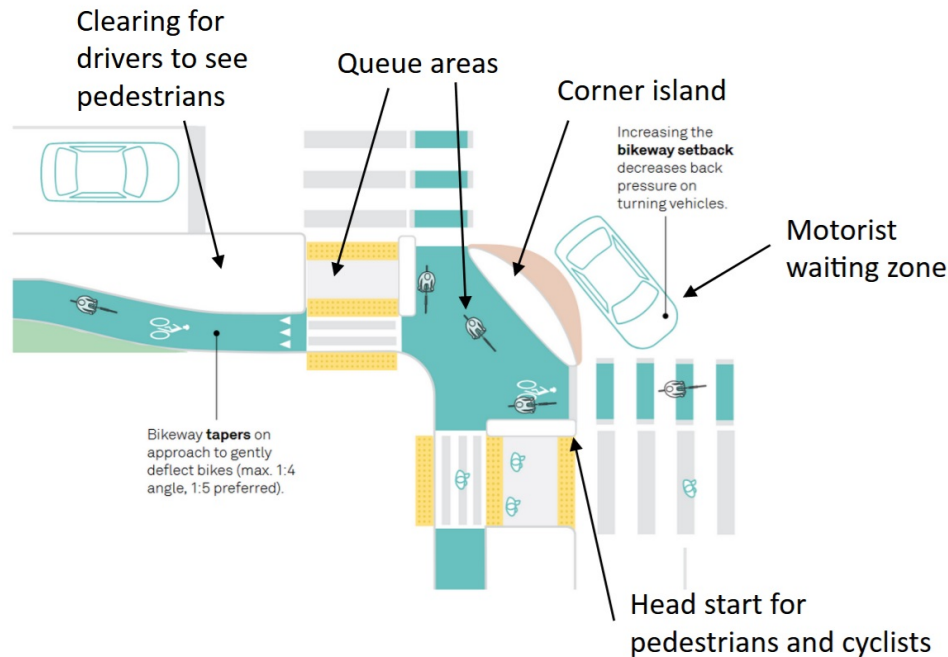 Clearing for
drivers to see
pedestrians
Queue areas
Corner island
Increasing the
bikeway setback
decreases back
pressure on
turning vehicles.
Motorist
waiting zone
Bikeway tapers on
approach to gently
deflect bikes (max. 1:4
angle, 1:5 preferred).
Head start for
pedestrians and cyclists